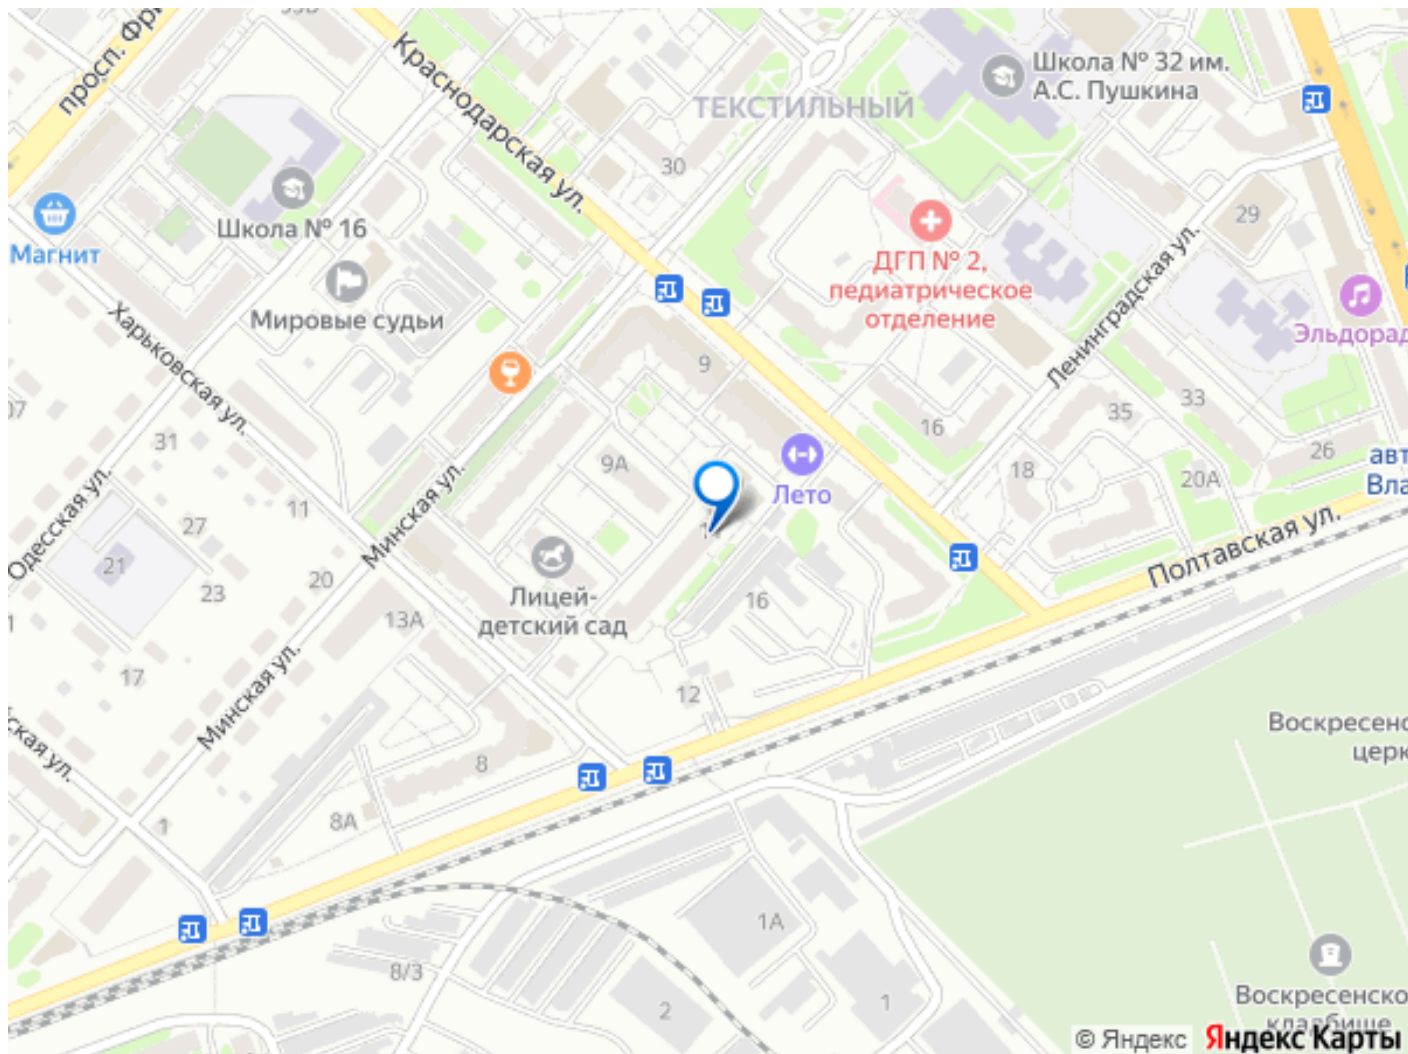 просп. Фри
Краснодарская ул.
Школа № 32 им.
А.С. Пушкина
ТЕКСТИЛЬНЫЙ
30
Школа № 16
Магнит
29
ДГП № 2,
педиатрическое
отделение
Ленинградская ул.
Мировые судьи
Эльдорад
Харьковская ул.
9
07
31
16
35
33
26
9А
18
20А
авт
Вла
Лето
Одесская ул.
11
27
Минская ул.
Полтавская ул.
21
23
20
16
Лицей-
детский сад
13А
1
17
Минская ул.
12
ская ул.
8
Воскресенс
церк
1
8А
1А
8/3
2
1
Воскресенско
кладбище
© Яндекс Яндекс Карты